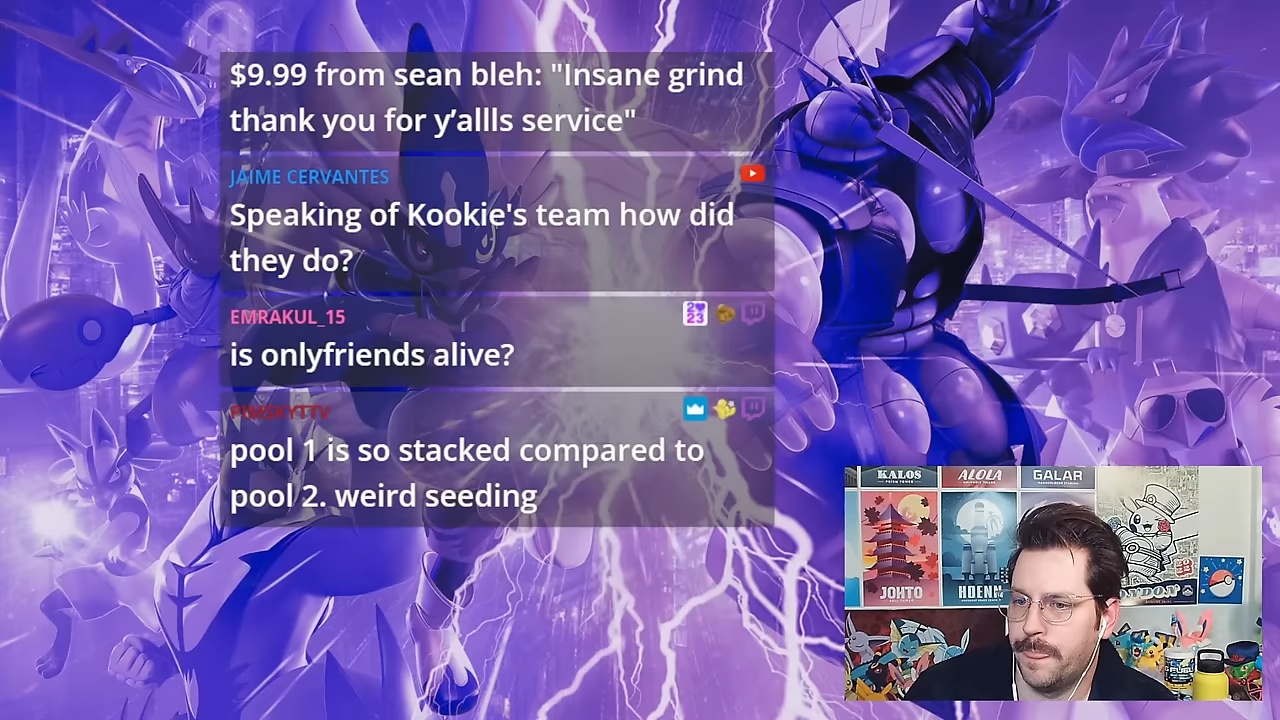 $9.99 from sean bleh: "Insane grind
thank you for y’allls service"
JAIME CERVANTES
Speaking of Kookie's team how did
they do?
EMRAKUL_15
is onlyfriends alive?
PIMSKYTTV
pool 1 is so stacked compared to
pool 2. weird seeding
KALOS
ALOLA
GALAR
JOHTO
HOENN